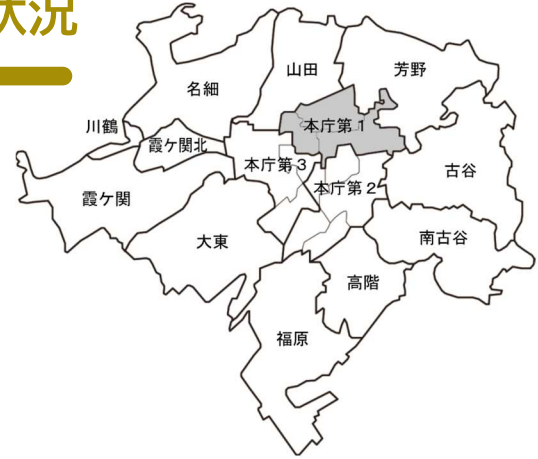 状況
山田
芳野
名細
川鶴
本庁第1
霞ケ関北
本庁第3
古谷
本庁第2
霞ケ関
大東
南古谷
高階
福原